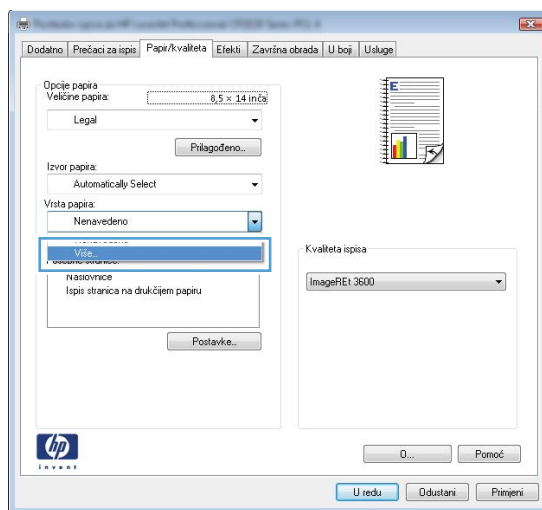 Dodatno Prečaci za ispis Papir/kvaliteta Efekti Završna obrada U boji Usluge
Opcije papira
Veličine papira: 8,5 × 14 inča
Legal
Prilagođeno...
Izvor papira:
Automatically Select
Vrsta papira:
Nenavedeno
Više...
Naslovnice
Ispis stranica na drukčijem papiru
Postavke...
E
Kvaliteta ispisa
ImageREt 3600
hp
invent
O... Pomoć
U redu Odustani Primjeni